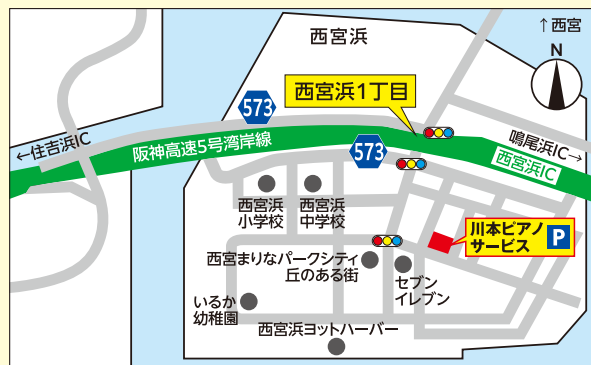 ↑西宮
西宮浜
N
573
西宮浜1丁目
←住吉浜IC
阪神高速5号湾岸線
573
鳴尾浜IC→
西宮浜IC
西宮浜
小学校
西宮浜
中学校
川本ピアノ
サービス
P
西宮まりなパークシティ
丘のある街
セブン
イレブン
いるか
幼稚園
西宮浜ヨットハーバー